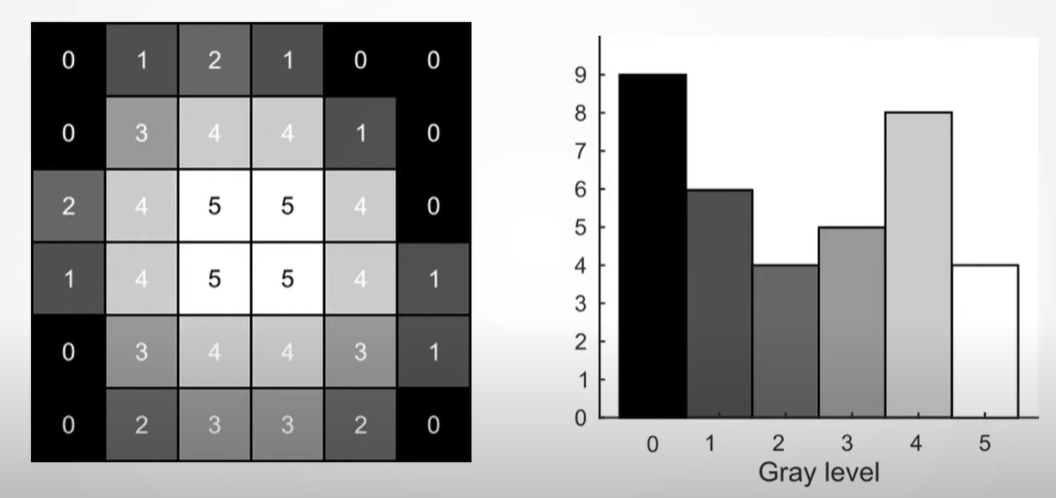 0 1 2 1 0 0
0 3 4 4 1 0
2 4 5 5 4 0
1 4 5 5 4 1
0 3 4 4 3 1
0 2 3 3 2 0
9
8
7
6
5
4
3
2
1
0
0 1 2 3 4 5
Gray level